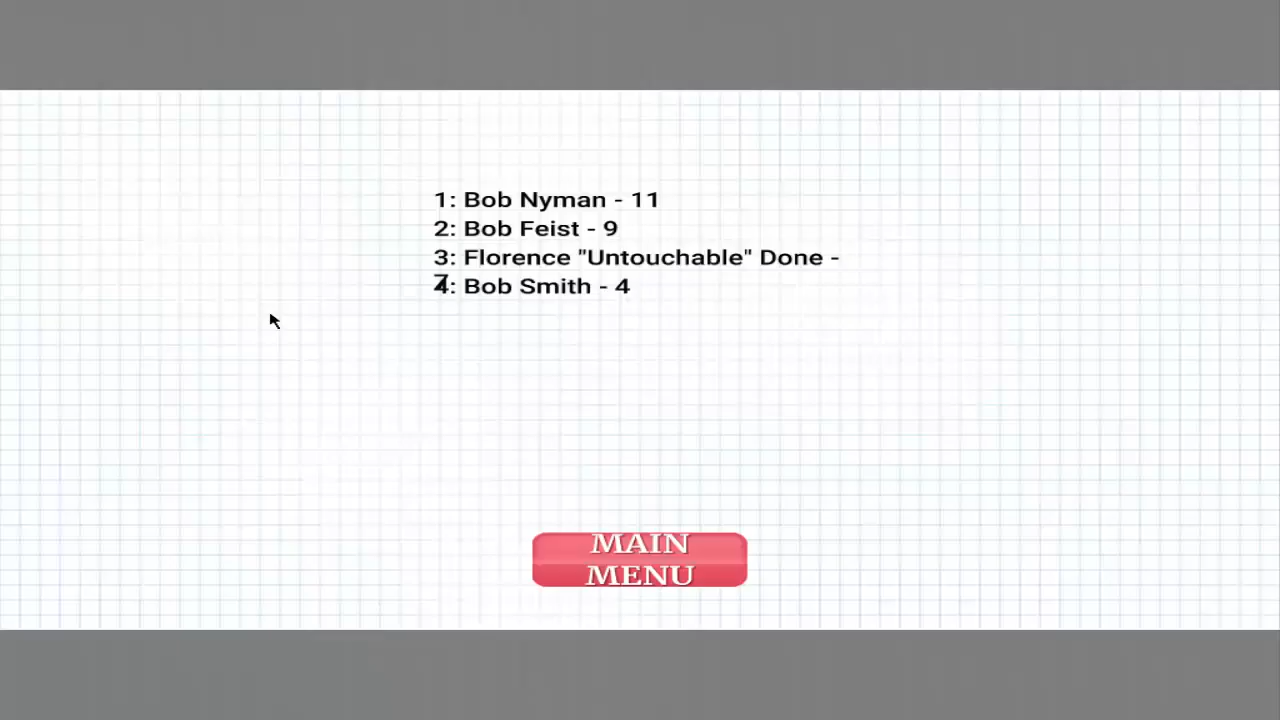 1: Bob Nyman - 11
2: Bob Feist - 9
3: Florence "Untouchable" Done -
7
4: Bob Smith - 4
MAIN
MENU